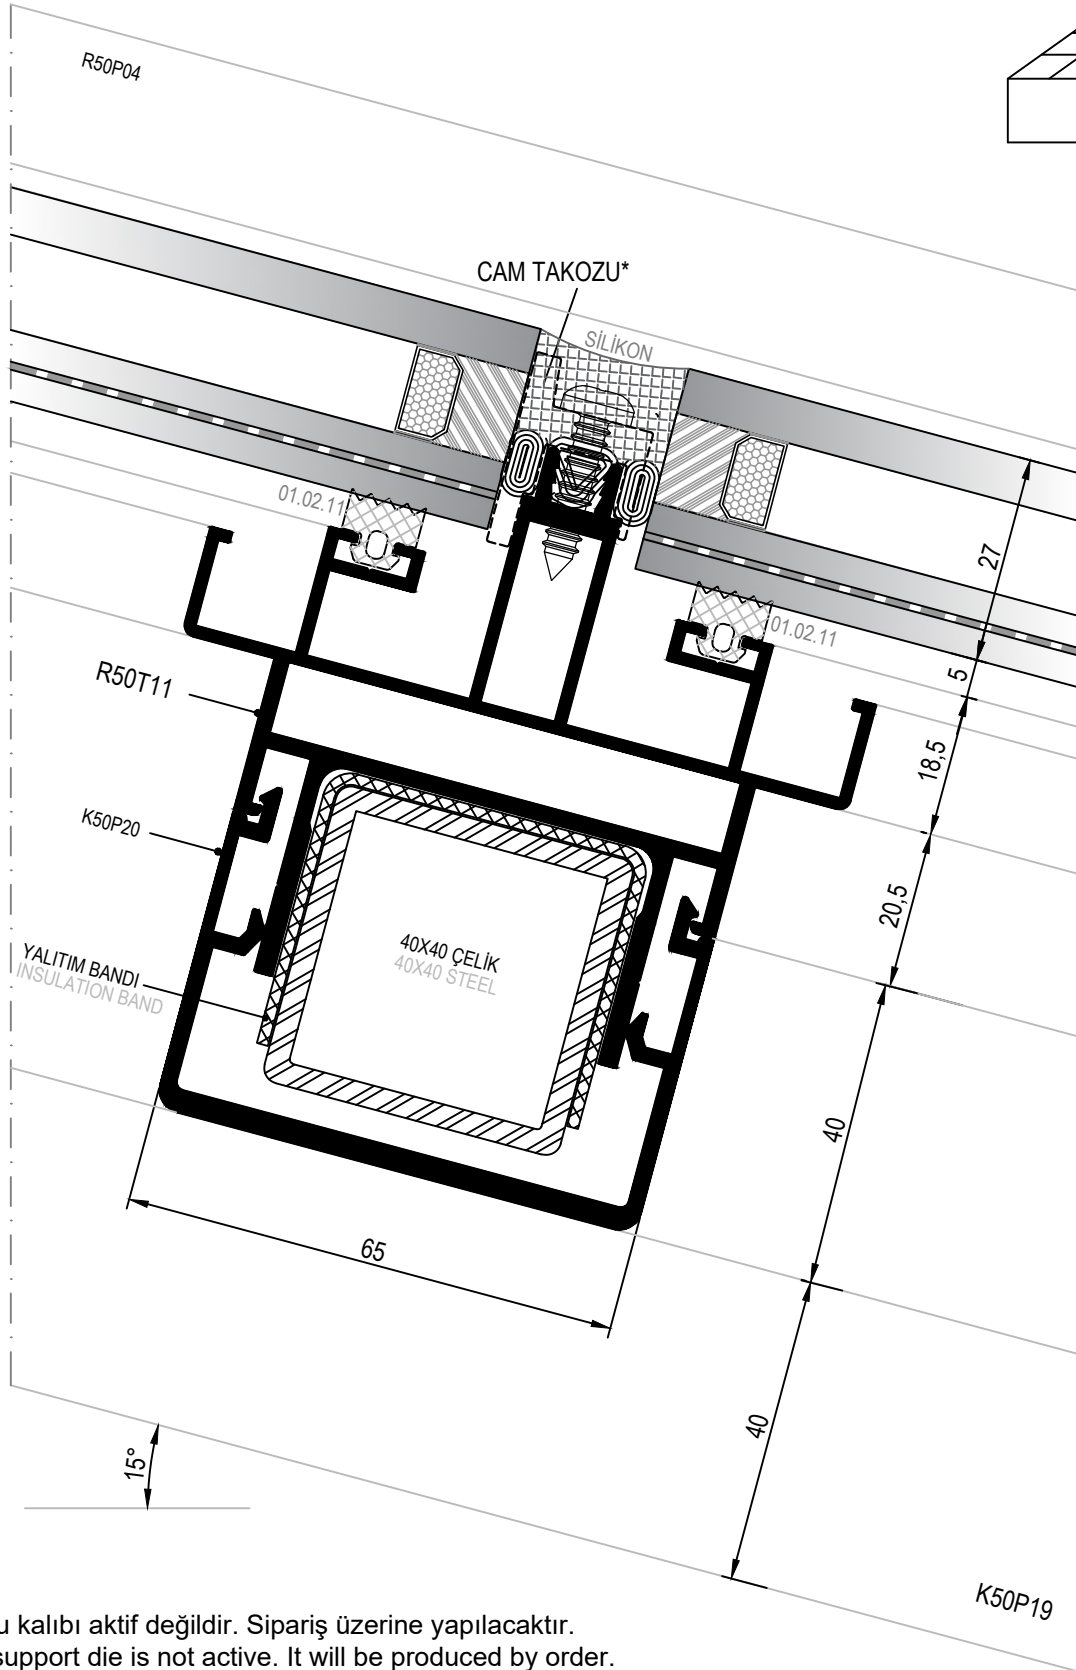 R50P04
CAM TAKOZU*
SİLİKON
01.02.11
27
01.02.11
5
R50T11
18,5
K50P20
20,5
40X40 ÇELİK
40X40 STEEL
YALITIM BANDI
INSULATION BAND
40
65
40
15°
K50P19
u kalıbı aktif değildir. Sipariş üzerine yapılacaktır.
support die is not active. It will be produced by order.